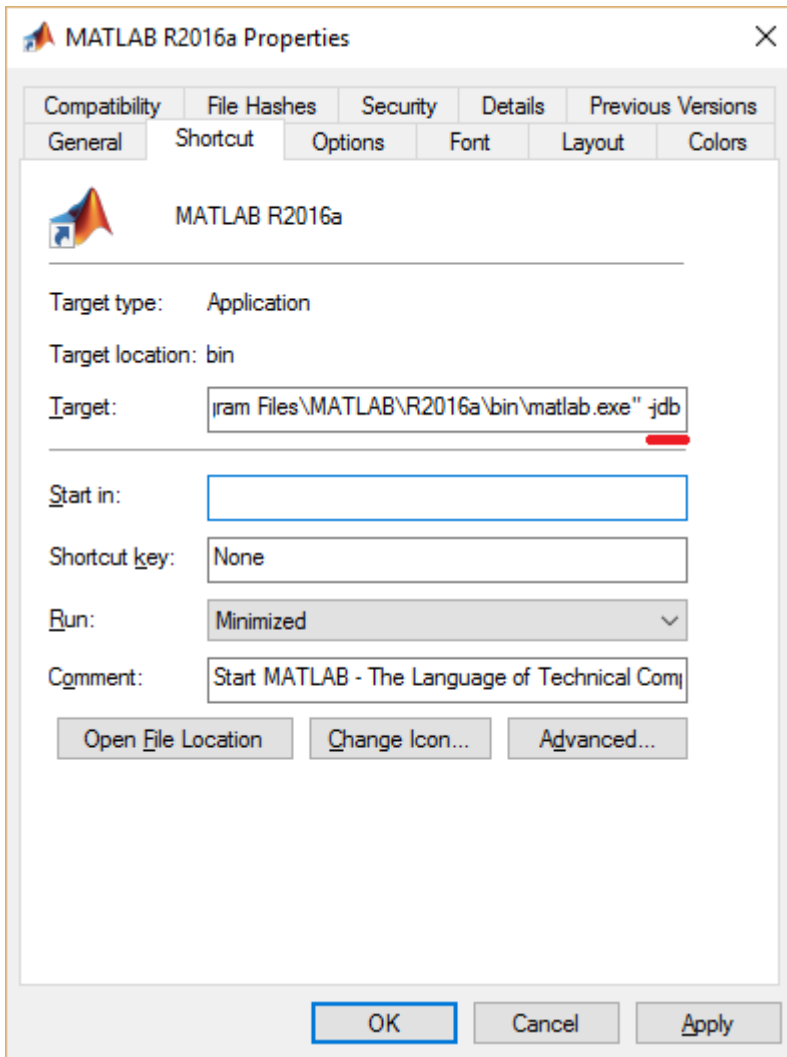 MATLAB R2016a Properties
Compatibility File Hashes Security Details Previous Versions
General Shortcut Options Font Layout Colors
MATLAB R2016a
Target type: Application
Target location: bin
Target: ram Files\MATLAB\R2016a\bin\matlab.exe" -jdb
Start in:
Shortcut key: None
Run: Minimized
Comment: Start MATLAB - The Language of Technical Com
Open File Location Change Icon... Advanced...
OK Cancel Apply